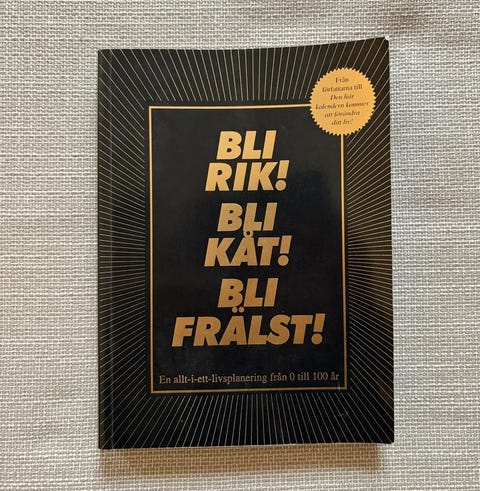 Från
författarna till
Den här
kalendern kommer
att förändra
ditt liv!
BLI
RIK!
BLI
KÅT!
BLI
FRÄLST!
En allt-i-ett-livsplanering från 0 till 100 år